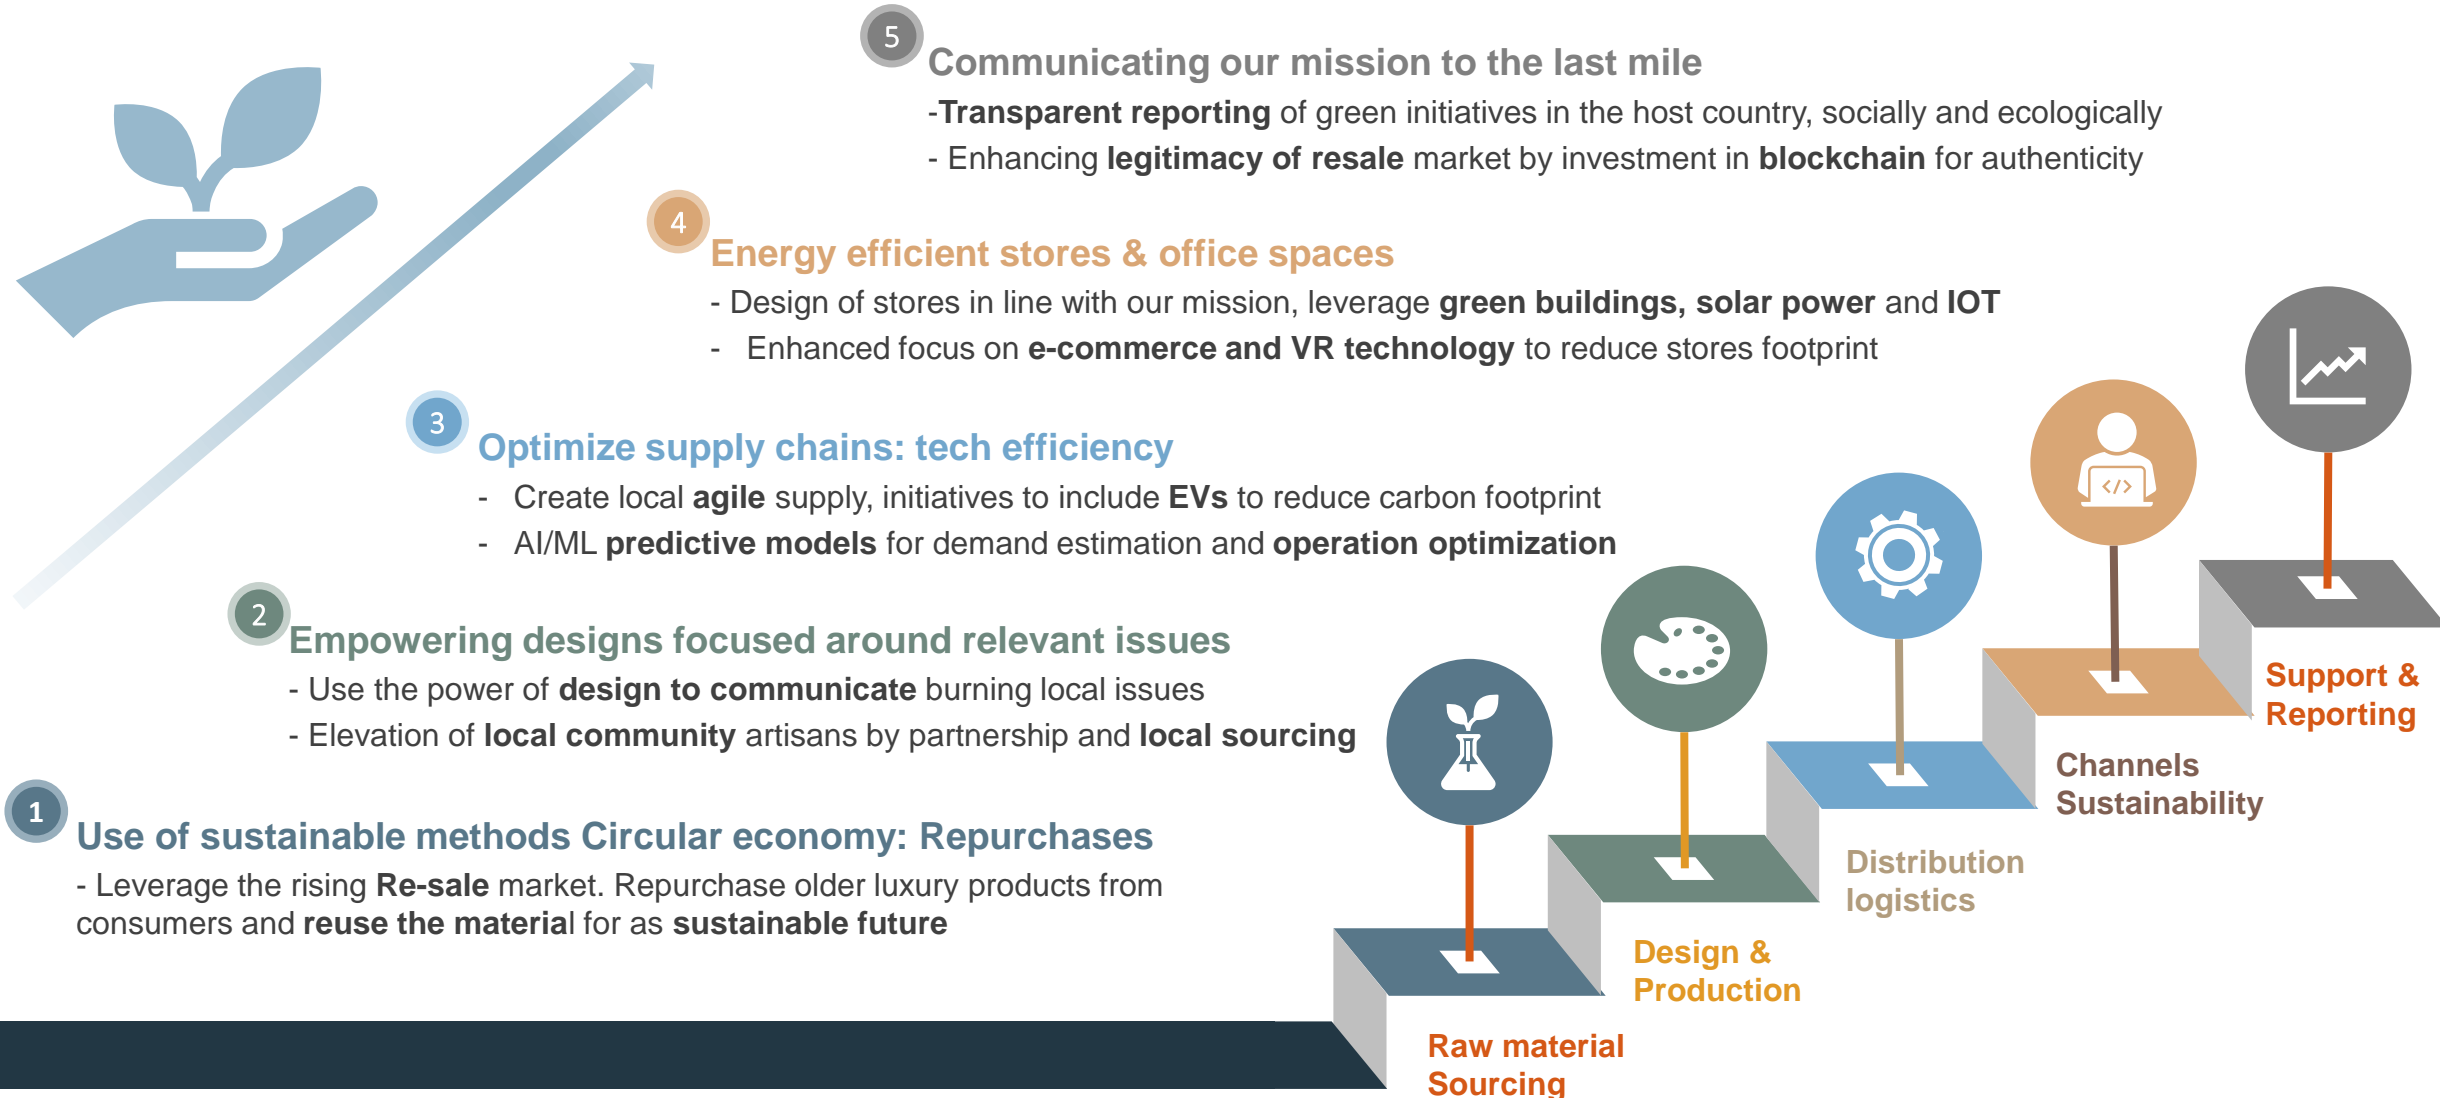 5
Communicating our mission to the last mile
-Transparent reporting of green initiatives in the host country, socially and ecologically
- Enhancing legitimacy of resale market by investment in blockchain for authenticity
4
Energy efficient stores & office spaces
- Design of stores in line with our mission, leverage green buildings, solar power and IOT
- Enhanced focus on e-commerce and VR technology to reduce stores footprint
3
Optimize supply chains: tech efficiency
- Create local agile supply, initiatives to include EVs to reduce carbon footprint
- AI/ML predictive models for demand estimation and operation optimization
2
Empowering designs focused around relevant issues
- Use the power of design to communicate burning local issues
- Elevation of local community artisans by partnership and local sourcing
1
Use of sustainable methods Circular economy: Repurchases
- Leverage the rising Re-sale market. Repurchase older luxury products from
consumers and reuse the material for as sustainable future
</>
Support &
Reporting
Channels
Sustainability
Distribution
logistics
Design &
Production
Raw material
Sourcing